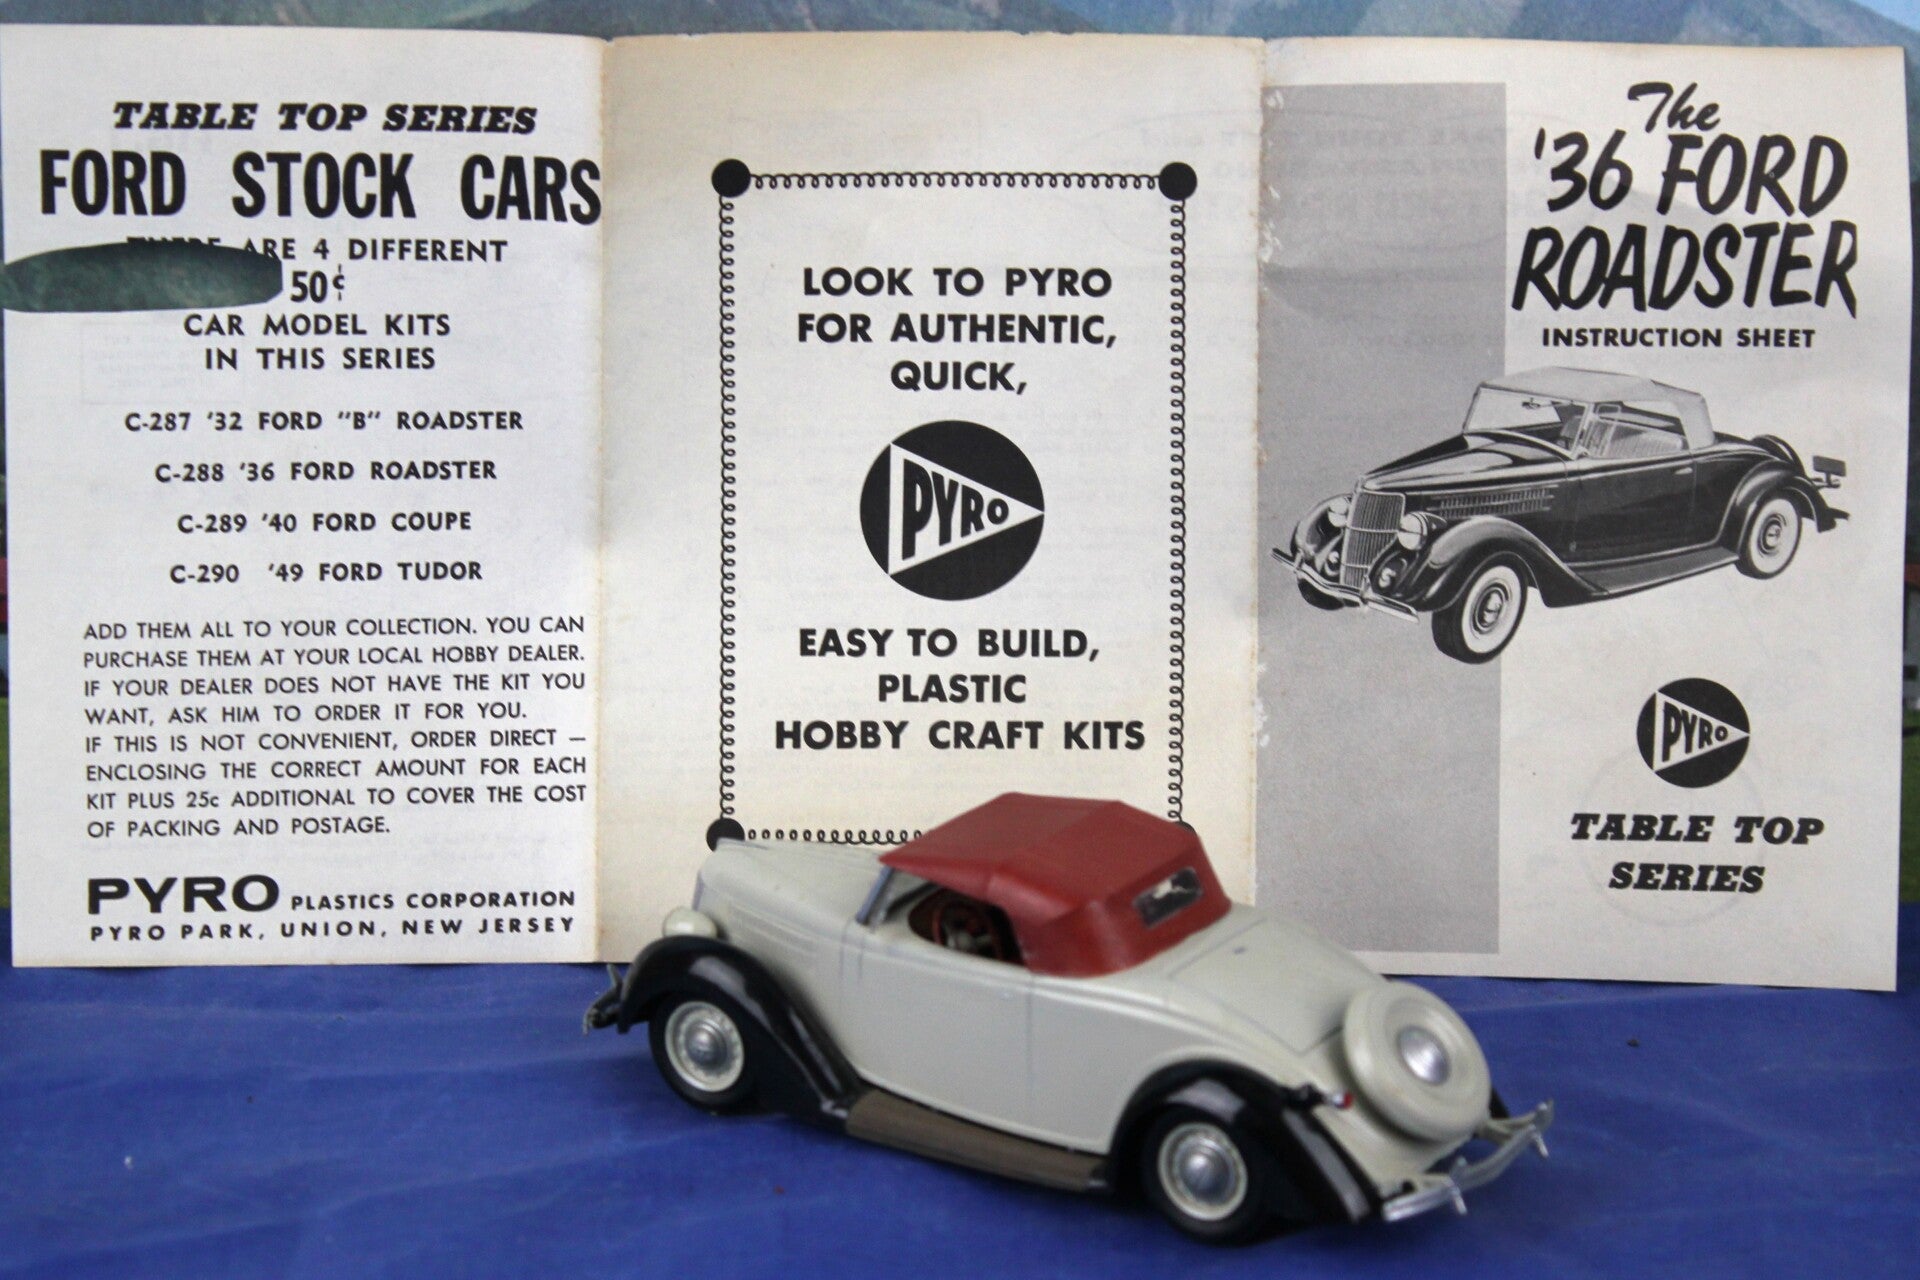 TABLE TOP SERIES
FORD STOCK CARS
THERE ARE 4 DIFFERENT
50¢
CAR MODEL KITS
IN THIS SERIES
C-287 '32 FORD "B" ROADSTER
C-288 '36 FORD ROADSTER
C-289 '40 FORD COUPE
C-290 '49 FORD TUDOR
ADD THEM ALL TO YOUR COLLECTION. YOU CAN
PURCHASE THEM AT YOUR LOCAL HOBBY DEALER.
IF YOUR DEALER DOES NOT HAVE THE KIT YOU
WANT, ASK HIM TO ORDER IT FOR YOU.
IF THIS IS NOT CONVENIENT, ORDER DIRECT —
ENCLOSING THE CORRECT AMOUNT FOR EACH
KIT PLUS 25c ADDITIONAL TO COVER THE COST
OF PACKING AND POSTAGE.
PYRO PLASTICS CORPORATION
PYRO PARK, UNION, NEW JERSEY
LOOK TO PYRO
FOR AUTHENTIC,
QUICK,
PYRO
EASY TO BUILD,
PLASTIC
HOBBY CRAFT KITS
The
'36 FORD
ROADSTER
INSTRUCTION SHEET
PYRO
TABLE TOP
SERIES